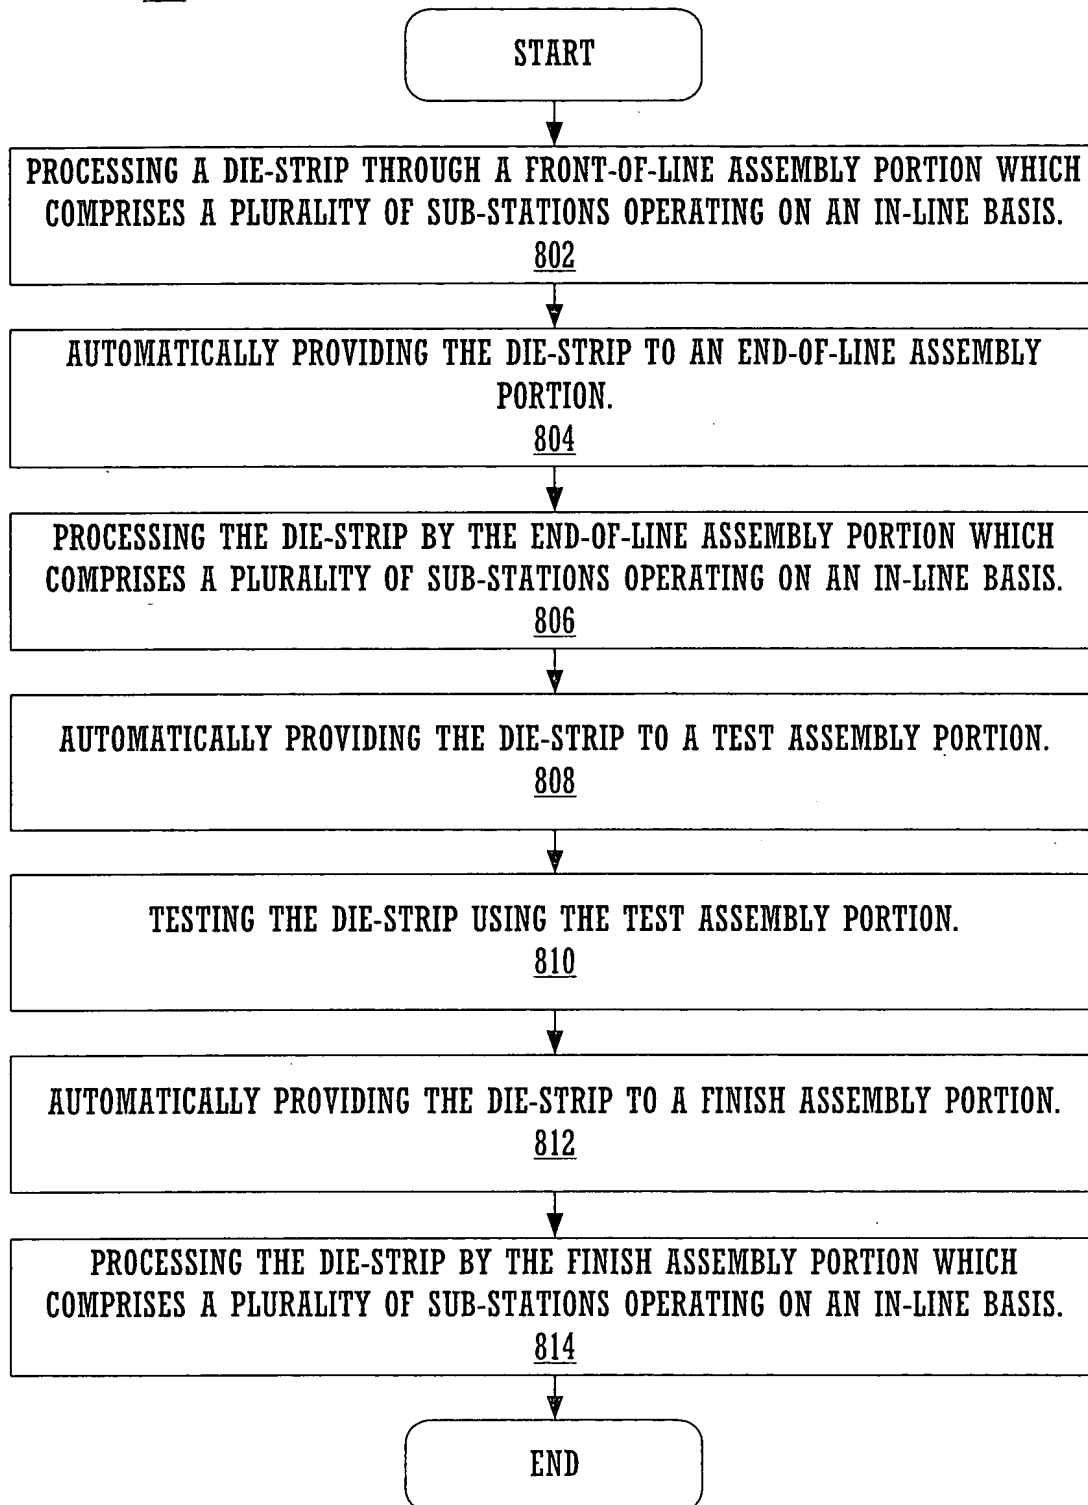 START
PROCESSING A DIE-STRIP THROUGH A FRONT-OF-LINE ASSEMBLY PORTION WHICH
COMPRISES A PLURALITY OF SUB-STATIONS OPERATING ON AN IN-LINE BASIS.
802
AUTOMATICALLY PROVIDING THE DIE-STRIP TO AN END-OF-LINE ASSEMBLY
PORTION.
804
PROCESSING THE DIE-STRIP BY THE END-OF-LINE ASSEMBLY PORTION WHICH
COMPRISES A PLURALITY OF SUB-STATIONS OPERATING ON AN IN-LINE BASIS.
806
AUTOMATICALLY PROVIDING THE DIE-STRIP TO A TEST ASSEMBLY PORTION.
808
TESTING THE DIE-STRIP USING THE TEST ASSEMBLY PORTION.
810
AUTOMATICALLY PROVIDING THE DIE-STRIP TO A FINISH ASSEMBLY PORTION.
812
PROCESSING THE DIE-STRIP BY THE FINISH ASSEMBLY PORTION WHICH
COMPRISES A PLURALITY OF SUB-STATIONS OPERATING ON AN IN-LINE BASIS.
814
END